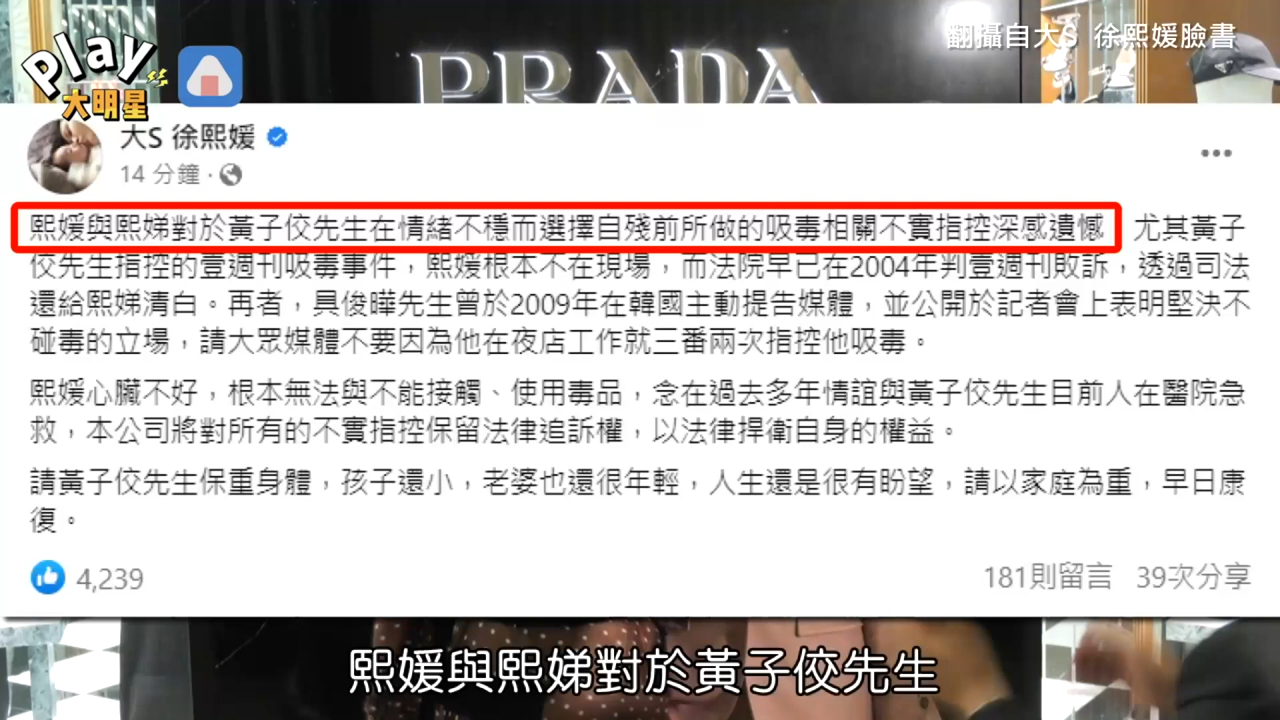 Play
大明星
翻攝自大S 徐熙媛臉書
PRADA
大S 徐熙媛
14 分鐘·
熙媛與熙娣對於黃子佼先生在情緒不穩而選擇自殘前所做的吸毒相關不實指控深感遺憾 尤其黃子
佼先生指控的壹週刊吸毒事件，熙媛根本不在現場，而法院早已在2004年判壹週刊敗訴，透過司法
還給熙娣清白。再者，具俊曄先生曾於2009年在韓國主動提告媒體，並公開於記者會上表明堅決不
碰毒的立場，請大眾媒體不要因為他在夜店工作就三番兩次指控他吸毒。
熙媛心臟不好，根本無法與不能接觸、使用毒品，念在過去多年情誼與黃子佼先生目前人在醫院急
救，本公司將對所有的不實指控保留法律追訴權，以法律捍衛自身的權益。
請黃子佼先生保重身體，孩子還小，老婆也還很年輕，人生還是很有盼望，請以家庭為重，早日康
復。
4,239
181則留言 39次分享
熙媛與熙娣對於黃子佼先生